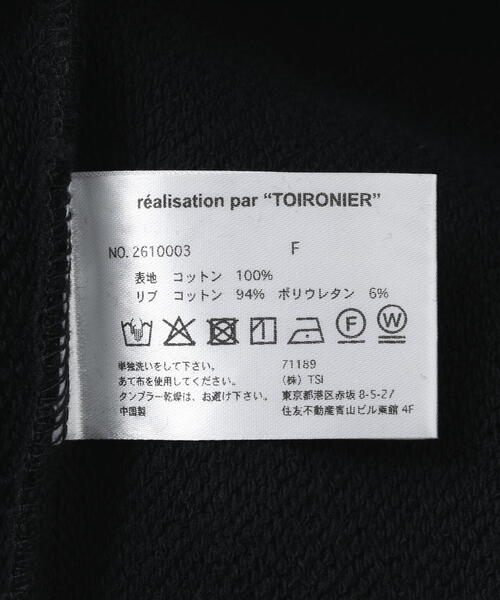 réalisation par “TOIRONIER”
NO. 2610003 F
表地 コットン 100%
リブ コットン 94% ポリウレタン 6%
F W
単独洗いをして下さい。
あて布を使用してください。
タンブラー乾燥は、お避け下さい。
中国製
71189
(株) TSI
東京都港区赤坂 8-5-27
住友不動産青山ビル東館 4F